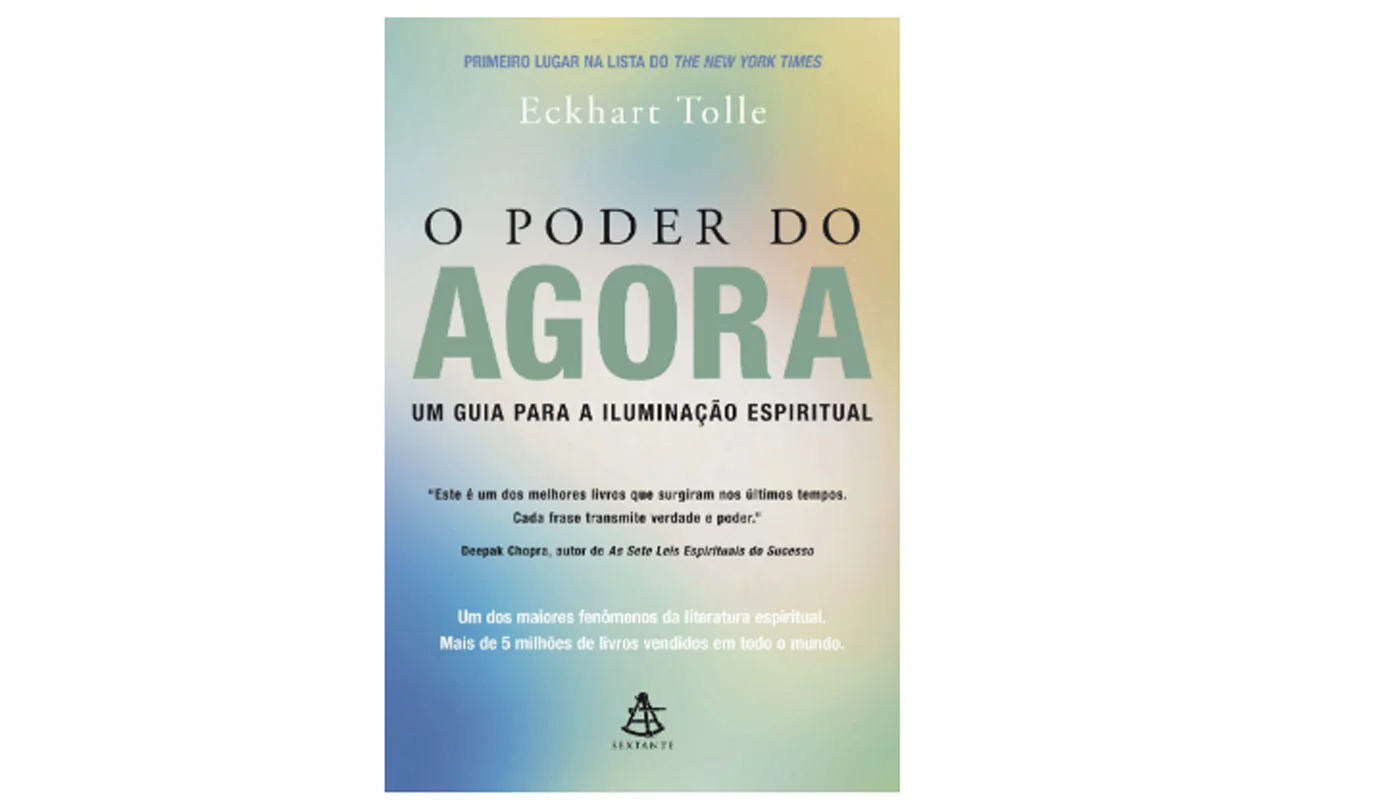 PRIMEIRO LUGAR NA LISTA DO THE NEW YORK TIMES
Eckhart Tolle
O PODER DO
AGORA
UM GUIA PARA A ILUMINAÇÃO ESPIRITUAL
"Este é um dos melhores livros que surgiram nos últimos tempos.
Cada frase transmite verdade e poder."
Deepak Chopra, autor de As Sete Leis Espirituais do Sucesso
Um dos maiores fenômenos da literatura espiritual.
Mais de 5 milhões de livros vendidos em todo o mundo.
SEXTANTE